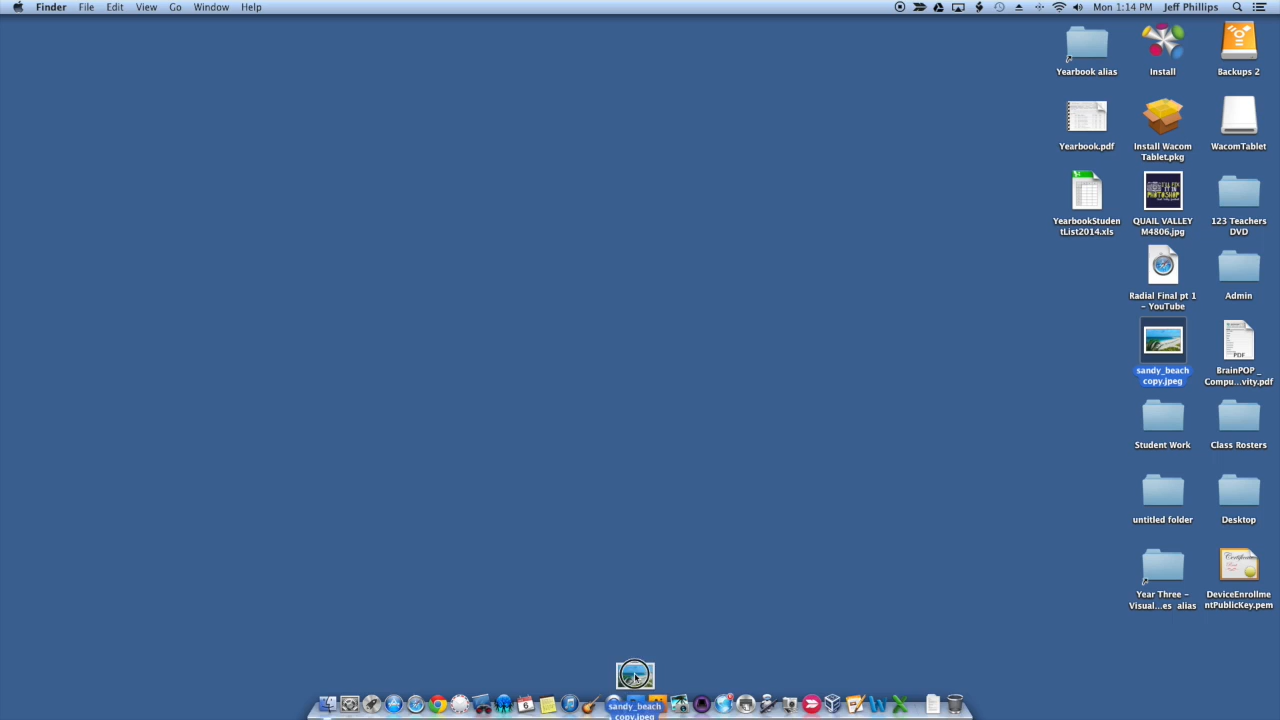 Finder File Edit View Go Window Help Mon 1:14 PM Jeff Phillips
Yearbook alias
Install
Backups 2
Yearbook.pdf
Install Wacom
Tablet.pkg
WacomTablet
YearbookStuden
tList2014.xls
QUAIL VALLEY
M4806.jpg
123 Teachers
DVD
Radial Final pt 1
- YouTube
Admin
sandy_beach
copy.jpeg
PDF
BrainPOP _
Compu...vity.pdf
Student Work
Class Rosters
untitled folder
Desktop
Year Three -
Visual...es alias
DeviceEnrollme
ntPublicKey.pem
6
sandy_beach
copy.jpeg